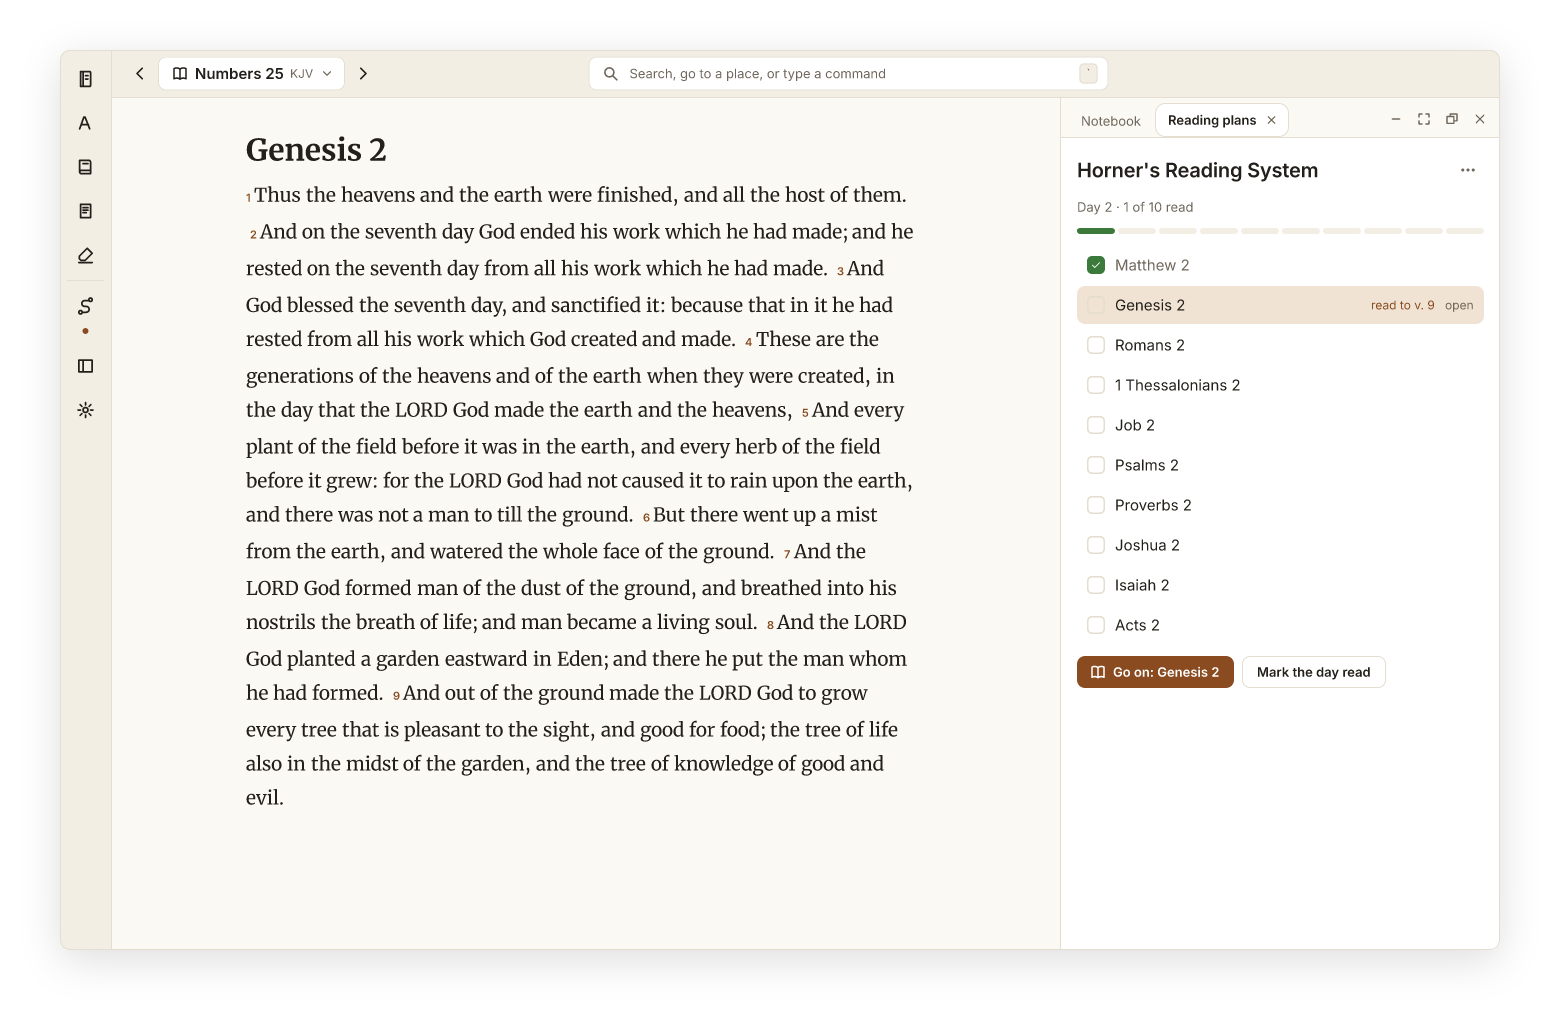 Numbers 25 KJV
Search, go to a place, or type a command
Notebook
Reading plans
Genesis 2
1 Thus the heavens and the earth were finished, and all the host of them.
2 And on the seventh day God ended his work which he had made; and he
rested on the seventh day from all his work which he had made. 3 And
God blessed the seventh day, and sanctified it: because that in it he had
rested from all his work which God created and made. 4 These are the
generations of the heavens and of the earth when they were created, in
the day that the LORD God made the earth and the heavens, 5 And every
plant of the field before it was in the earth, and every herb of the field
before it grew: for the LORD God had not caused it to rain upon the earth,
and there was not a man to till the ground. 6 But there went up a mist
from the earth, and watered the whole face of the ground. 7 And the
LORD God formed man of the dust of the ground, and breathed into his
nostrils the breath of life; and man became a living soul. 8 And the LORD
God planted a garden eastward in Eden; and there he put the man whom
he had formed. 9 And out of the ground made the LORD God to grow
every tree that is pleasant to the sight, and good for food; the tree of life
also in the midst of the garden, and the tree of knowledge of good and
evil.
Horner's Reading System
Day 2 · 1 of 10 read
Matthew 2
Genesis 2 read to v. 9 open
Romans 2
1 Thessalonians 2
Job 2
Psalms 2
Proverbs 2
Joshua 2
Isaiah 2
Acts 2
Go on: Genesis 2
Mark the day read